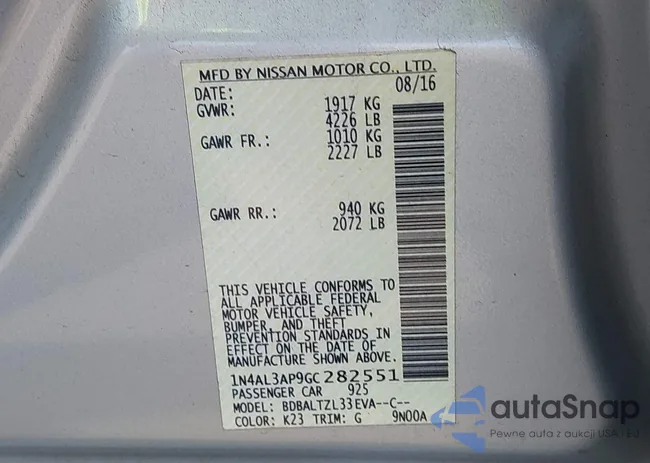 MFD BY NISSAN MOTOR CO., LTD.
DATE: 08/16
GVWR: 1917 KG
4226 LB
GAWR FR.: 1010 KG
2227 LB
GAWR RR.: 940 KG
2072 LB
THIS VEHICLE CONFORMS TO
ALL APPLICABLE FEDERAL
MOTOR VEHICLE SAFETY,
BUMPER, AND THEFT
PREVENTION STANDARDS IN
EFFECT ON THE DATE OF
MANUFACTURE SHOWN ABOVE.
1N4AL3AP9GC282551
PASSENGER CAR 925
MODEL: BDBALTZL33EVA--C--
COLOR: K23 TRIM: G 9N00A
autoSnap
Pewne auta z aukcji USA - EU